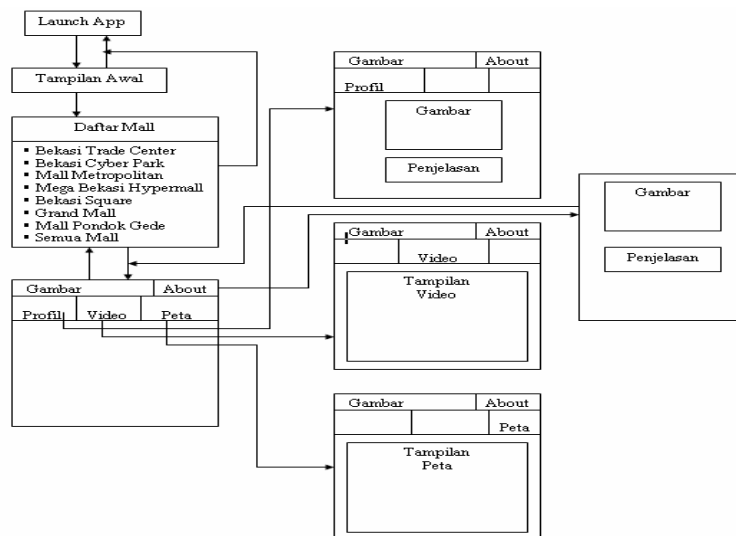 Launch App
Tampilan Awal
Daftar Mall
▪ Bekasi Trade Center
▪ Bekasi Cyber Park
▪ Mall Metropolitan
▪ Mega Bekasi Hypermall
▪ Bekasi Square
▪ Grand Mall
▪ Mall Pondok Gede
▪ Semua Mall
Gambar About
Profil Video Peta
Gambar About
Profil
Gambar
Penjelasan
Gambar About
Video
Tampilan
Video
Gambar About
Peta
Tampilan
Peta
Gambar
Penjelasan